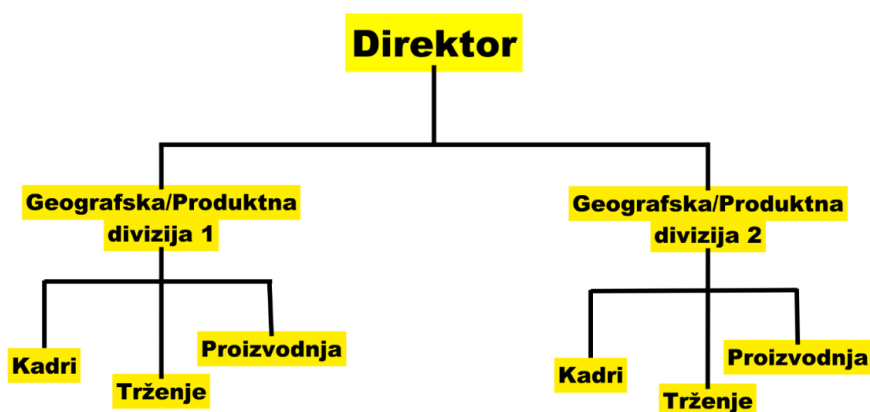 Direktor
Geografska/Produktna
divizija 1
Geografska/Produktna
divizija 2
Kadri
Trženje
Proizvodnja
Kadri
Trženje
Proizvodnja